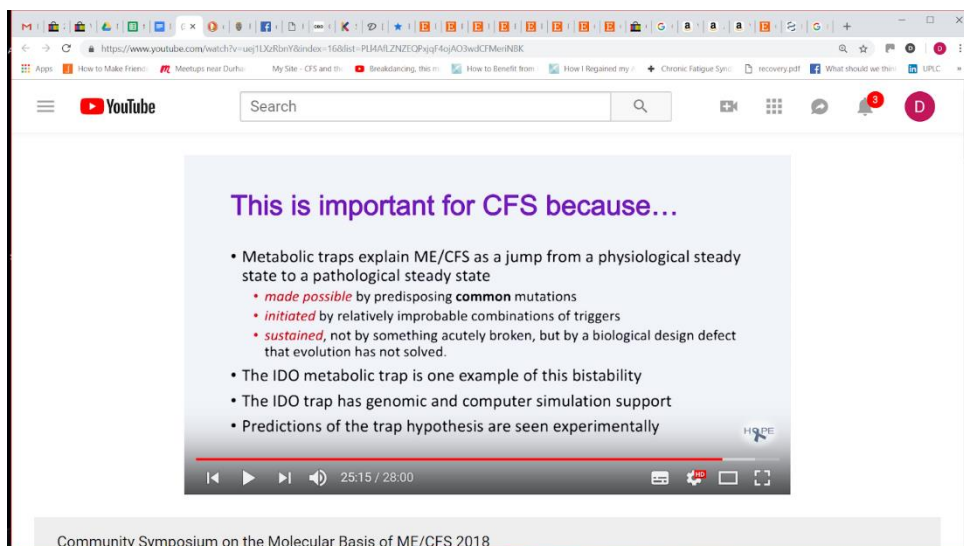 https://www.youtube.com/watch?v=uej1LXzRbnY&index=16&list=PLl4AfLZNZEQPxjqF4ojAO3wdCFMeriN8K
Apps How to Make Friend: Meetups near Durha My Site - CFS and th Breakdancing, this m How to Benefit from How I Regained my Chronic Fatigue Sync recovery.pdf What should we thin UPLC »
YouTube Search 3 D
This is important for CFS because...
• Metabolic traps explain ME/CFS as a jump from a physiological steady
state to a pathological steady state
• made possible by predisposing common mutations
• initiated by relatively improbable combinations of triggers
• sustained, not by something acutely broken, but by a biological design defect
that evolution has not solved.
• The IDO metabolic trap is one example of this bistability
• The IDO trap has genomic and computer simulation support
• Predictions of the trap hypothesis are seen experimentally
HOPE
25:15 / 28:00 HD
Community Symposium on the Molecular Basis of ME/CFS 2018